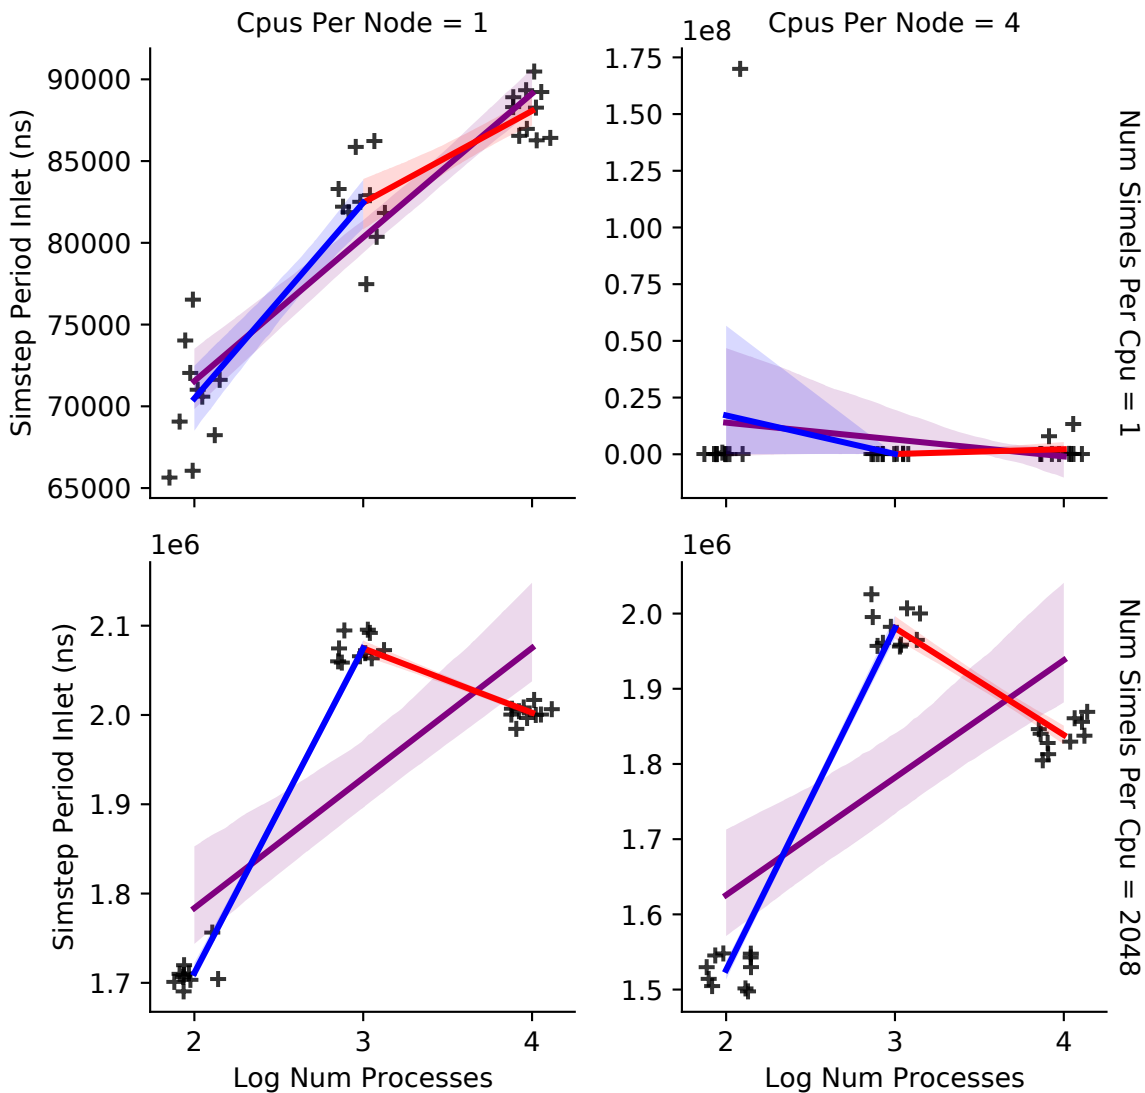 Cpus Per Node = 1
Cpus Per Node = 4
1e8
Simstep Period Inlet (ns)
90000
85000
80000
75000
70000
65000
1.75
1.50
1.25
1.00
0.75
0.50
0.25
0.00
Num Simels Per Cpu = 1
1e6
1e6
Simstep Period Inlet (ns)
2.1
2.0
1.9
1.8
1.7
2.0
1.9
1.8
1.7
1.6
1.5
Num Simels Per Cpu = 2048
2 3 4
2 3 4
Log Num Processes
Log Num Processes